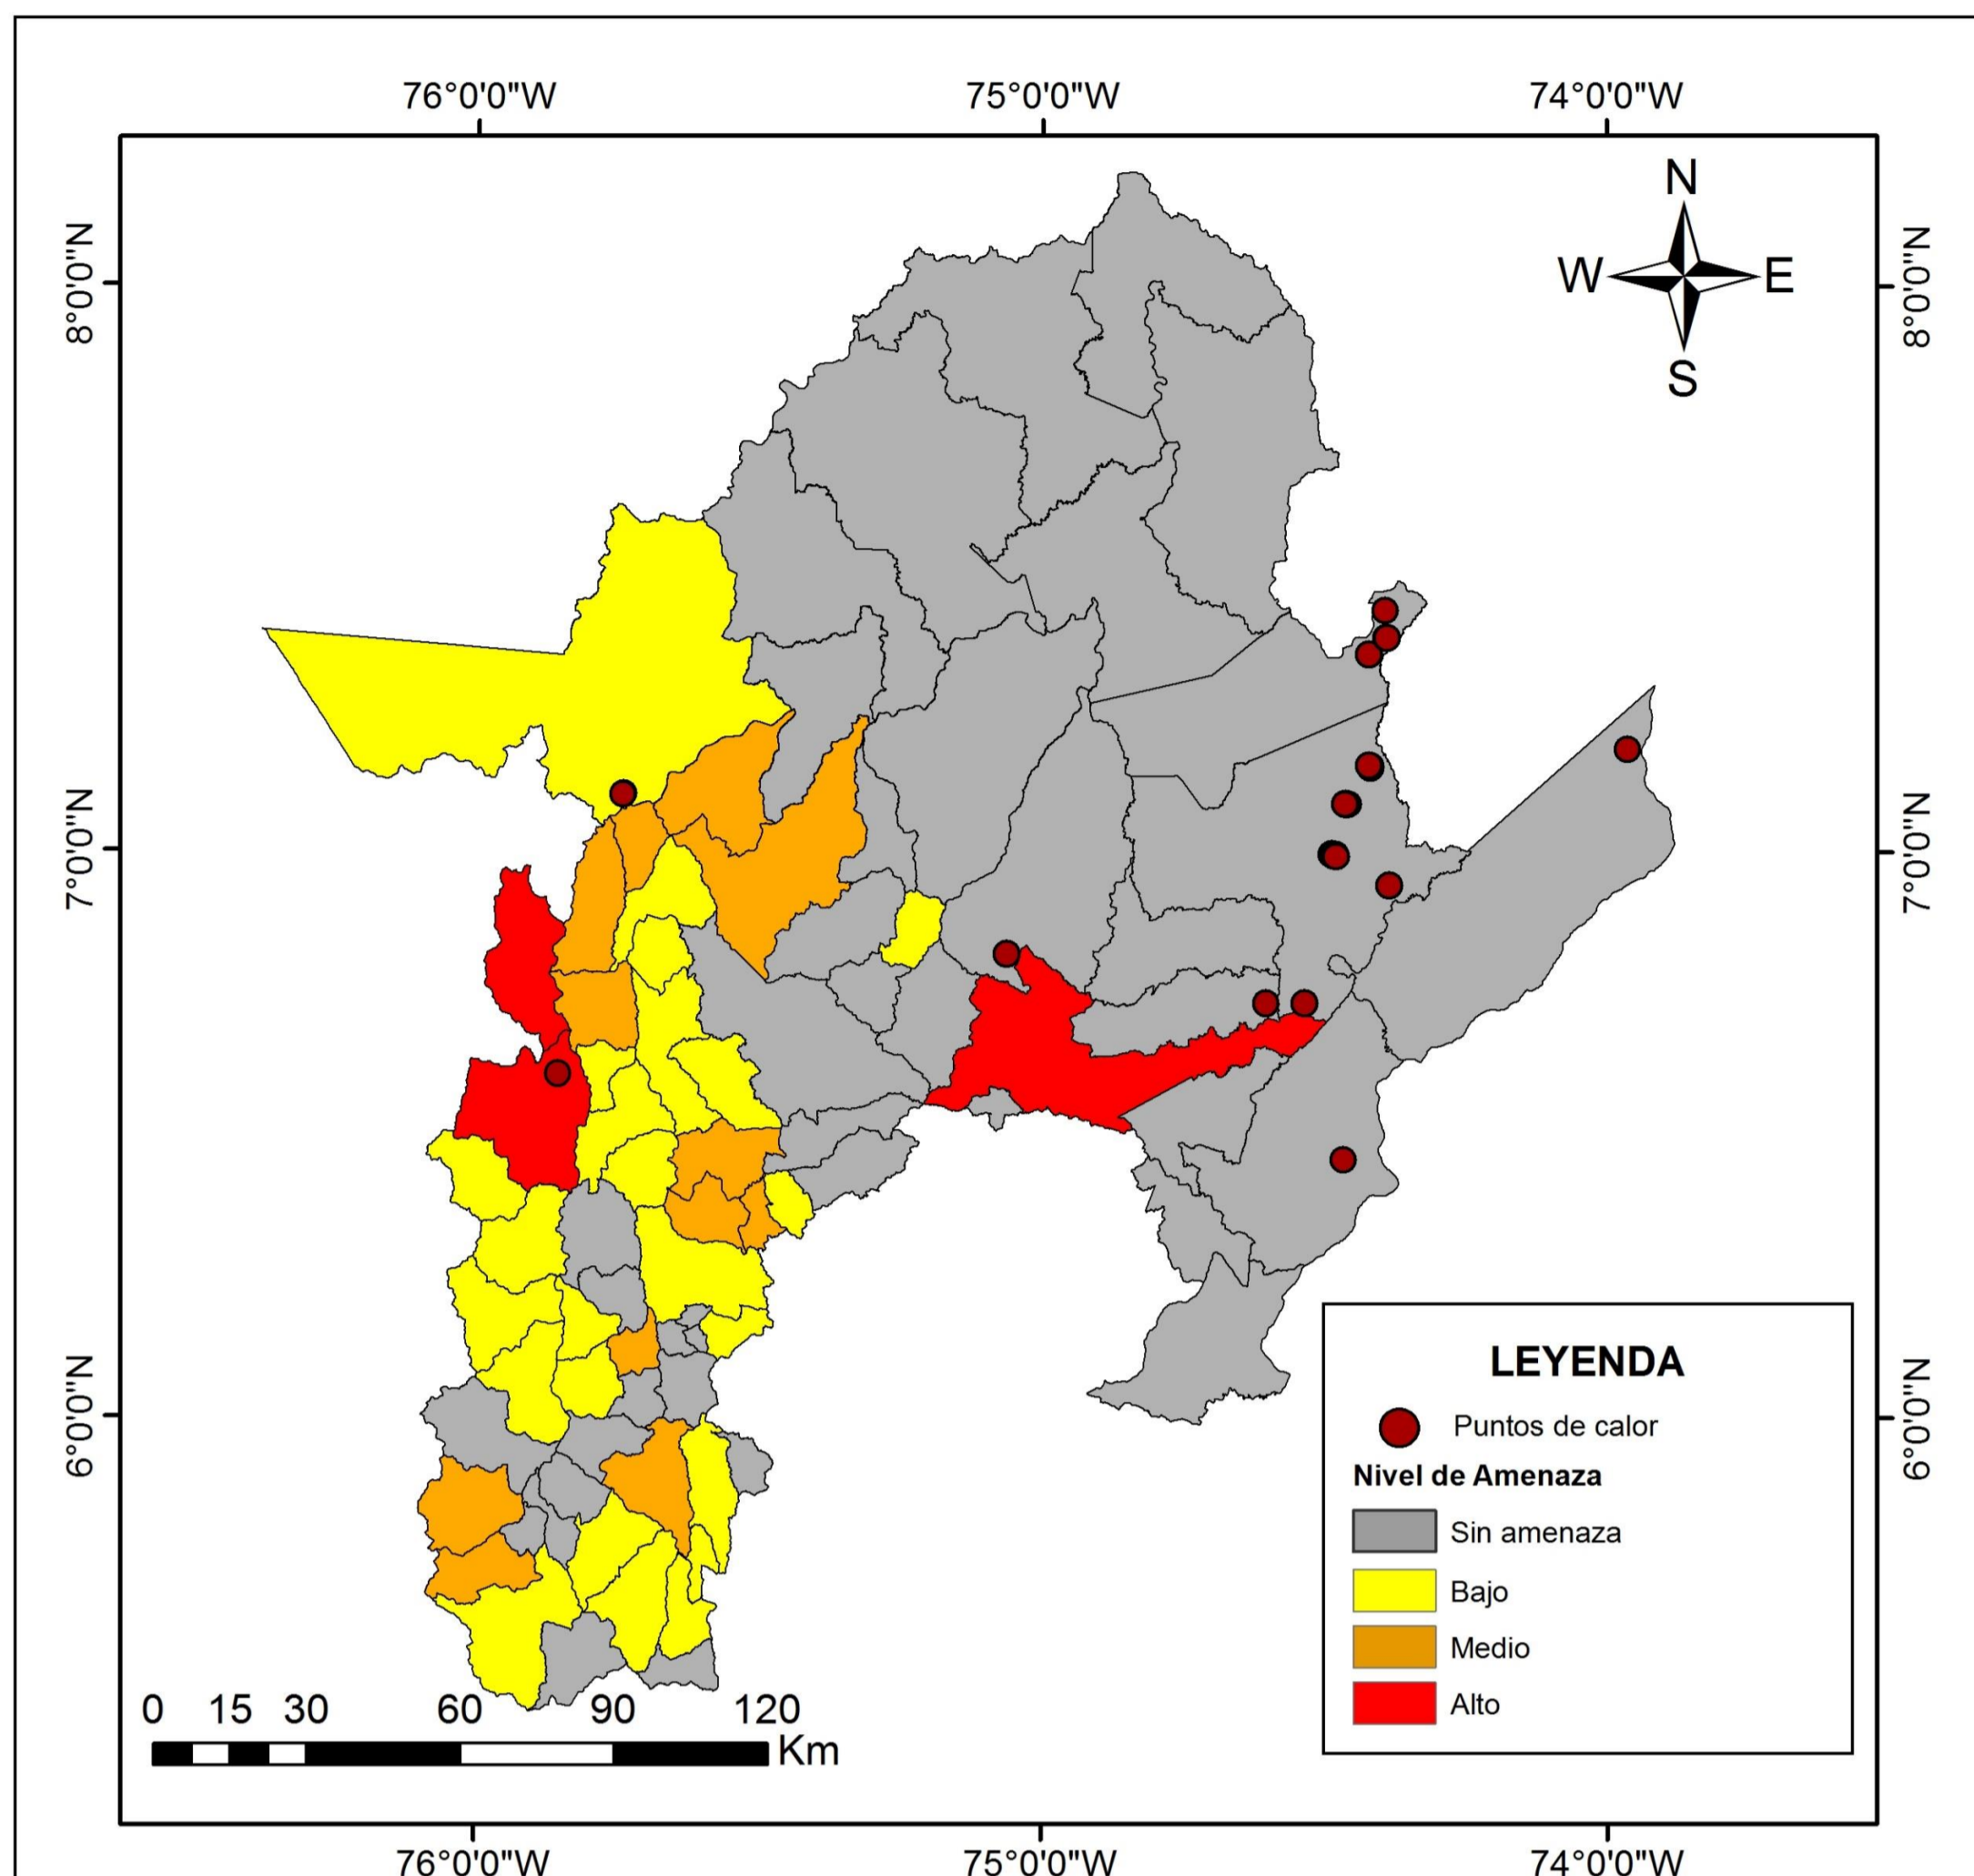 76°0'0"W 75°0'0"W 74°0'0"W
N
W E
S
8°0'0"N 8°0'0"N
7°0'0"N 7°0'0"N
6°0'0"N 6°0'0"N
LEYENDA
Puntos de calor
Nivel de Amenaza
Sin amenaza
Bajo
Medio
Alto
0 15 30 60 90 120
Km
76°0'0"W 75°0'0"W 74°0'0"W